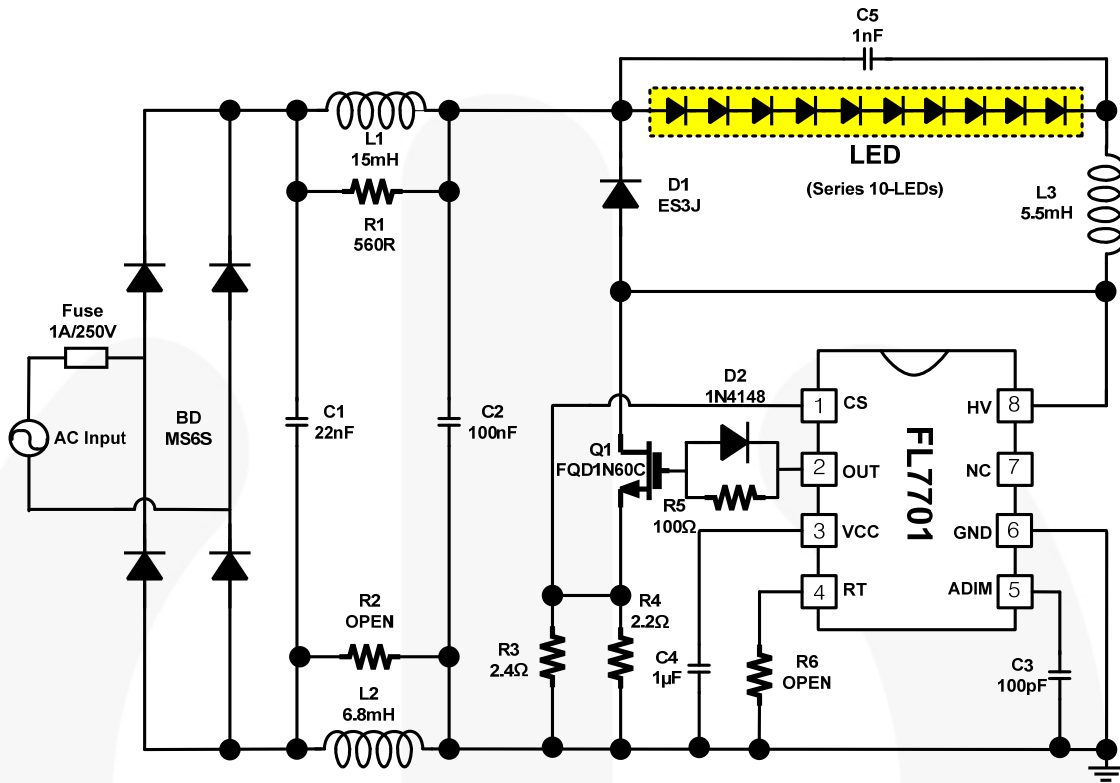 C5
1nF
L1
15mH
R1
560R
LED
(Series 10-LEDs)
D1
ES3J
L3
5.5mH
Fuse
1A/250V
AC Input
BD
MS6S
C1
22nF
C2
100nF
D2
1N4148
Q1
FQD1N60C
R5
100Ω
1
CS
2
OUT
3
VCC
4
RT
FL7701
HV
8
NC
7
GND
6
ADIM
5
R2
OPEN
L2
6.8mH
R3
2.4Ω
R4
2.2Ω
C4
1µF
R6
OPEN
C3
100pF